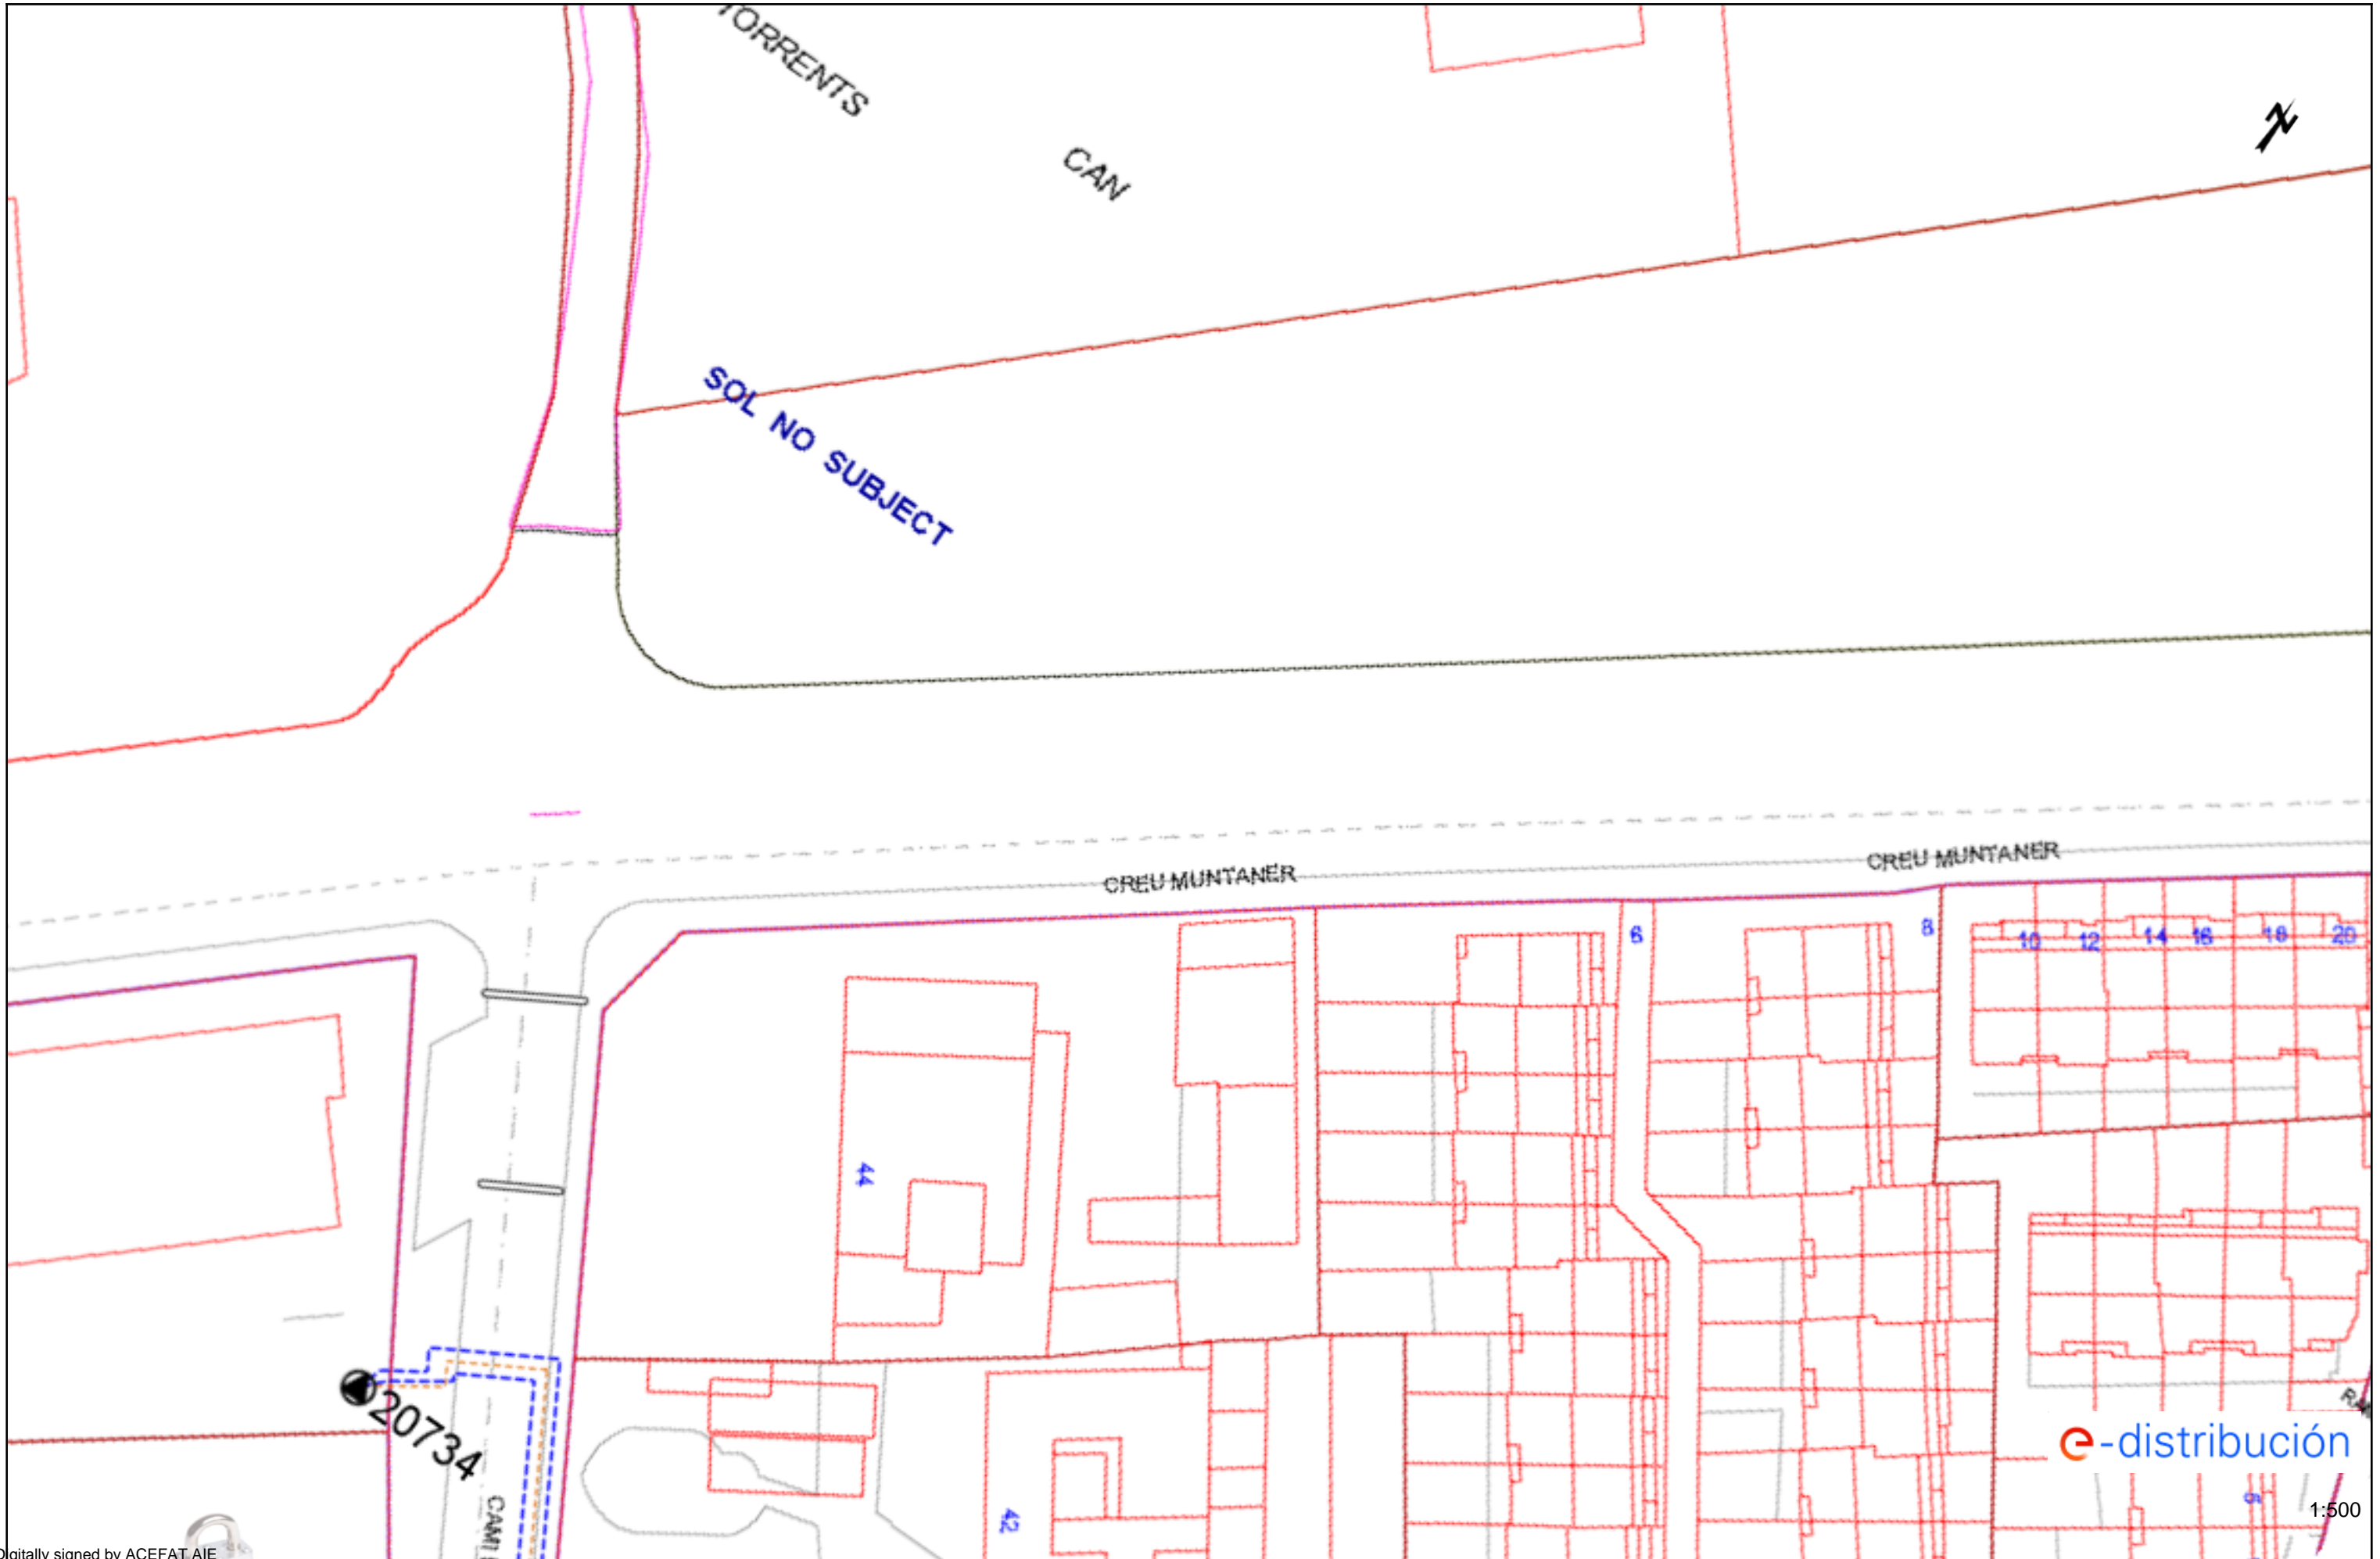 TORRENTS
CAN
SOL NO SUBJECT
CREU MUNTANER
CREU MUNTANER
6
8
10
12
14
16
18
20
44
20734
CAMI
42
e-distribución
1:500
Digitally signed by ACEFAT, AIE